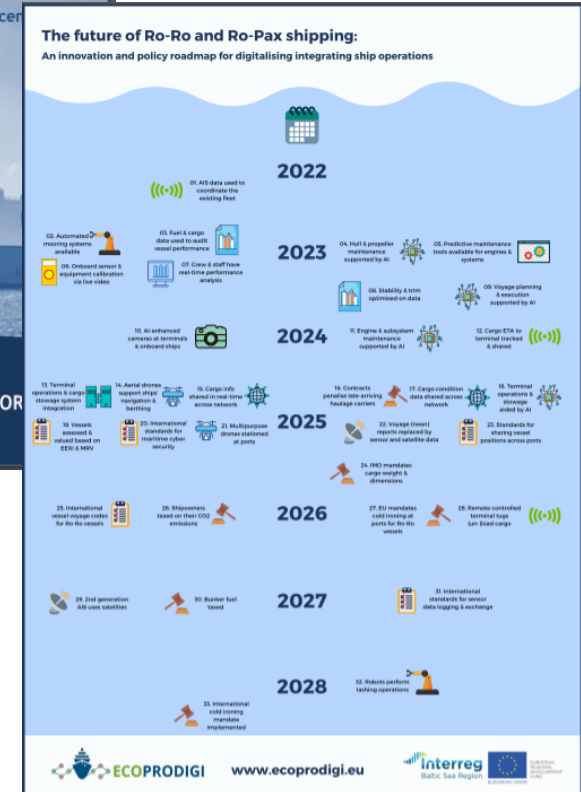 cer
OR
The future of Ro-Ro and Ro-Pax shipping:
An innovation and policy roadmap for digitalising integrating ship operations
2022
01. AIS data used to
coordinate the
existing fleet
2023
02. Automated
mooring systems
available
03. Fuel & cargo
data used to audit
vessel performance
04. Hull & propeller
maintenance
supported by AI
05. Predictive maintenance
tools available for engines &
systems
06. Onboard sensor &
equipment calibration
via live video
07. Crew & staff have
real-time performance
analysis
08. Stability & trim
optimised on data
09. Voyage planning
& execution
supported by AI
2024
10. AI enhanced
cameras at terminals
& onboard ships
11. Engine & subsystem
maintenance
supported by AI
12. Cargo ETA to
terminal tracked
& shared
2025
13. Terminal
operations & cargo
stowage system
integration
14. Aerial drones
support ships'
navigation &
berthing
15. Cargo info
shared in real-time
across network
16. Contracts
penalise late-arriving
haulage carriers
17. Cargo condition
data shared across
network
18. Terminal
operations &
stowage
aided by AI
19. Vessels
assessed &
valued based on
EEXI & MRV
20. International
standards for
maritime cyber
security
21. Multipurpose
drones stationed
at ports
22. Voyage (noon)
reports replaced by
sensor and satellite data
23. Standards for
sharing vessel
positions across ports
24. IMO mandates
cargo weight &
dimensions
2026
25. International
vessel voyage codes
for Ro-Ro vessels
26. Shipowners
taxed on their CO2
emissions
27. EU mandates
cold ironing at
ports for Ro-Ro
vessels
28. Remote controlled
terminal tugs
(un-)load cargo
2027
29. 2nd generation
AIS uses satellites
30. Bunker fuel
taxed
31. International
standards for sensor
data logging & exchange
2028
32. Robots perform
lashing operations
33. International
cold ironing
mandate
implemented
ECOPRODIGI
www.ecoprodigi.eu
Interreg
Baltic Sea Region
EUROPEAN UNION
EUROPEAN
REGIONAL
DEVELOPMENT
FUND